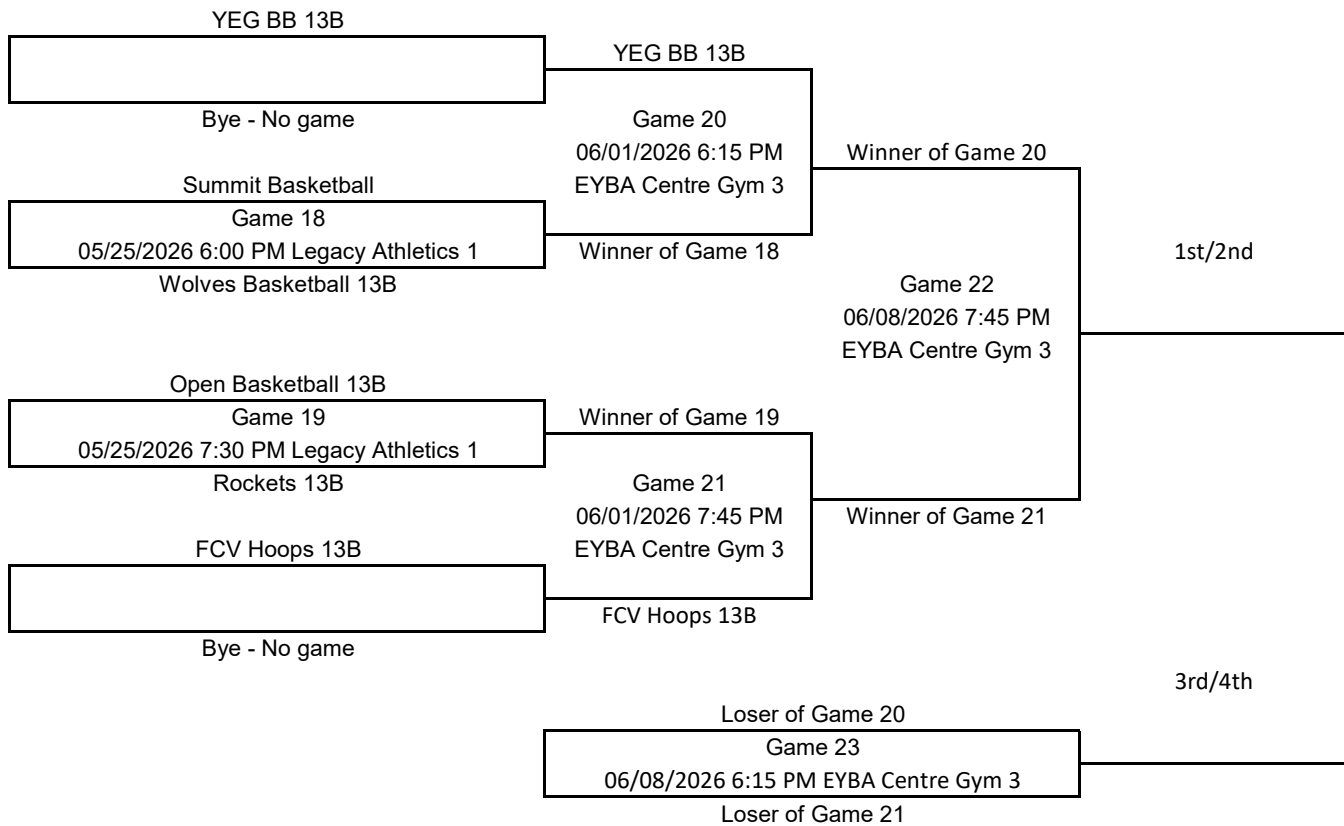 YEG BB 13B
Bye - No game
Summit Basketball
Game 18
05/25/2026 6:00 PM Legacy Athletics 1
Wolves Basketball 13B
Open Basketball 13B
Game 19
05/25/2026 7:30 PM Legacy Athletics 1
Rockets 13B
FCV Hoops 13B
Bye - No game
YEG BB 13B
Game 20
06/01/2026 6:15 PM
EYBA Centre Gym 3
Winner of Game 18
Winner of Game 19
Game 21
06/01/2026 7:45 PM
EYBA Centre Gym 3
FCV Hoops 13B
Winner of Game 20
Game 22
06/08/2026 7:45 PM
EYBA Centre Gym 3
Winner of Game 21
1st/2nd
Loser of Game 20
Game 23
06/08/2026 6:15 PM EYBA Centre Gym 3
Loser of Game 21
3rd/4th